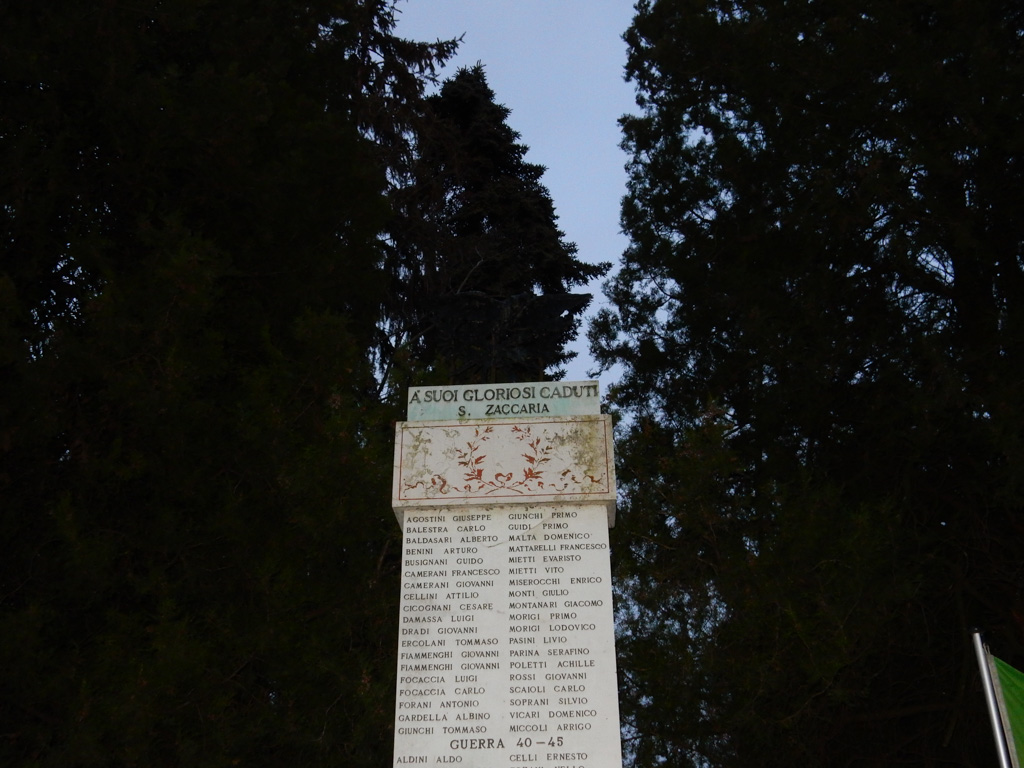 A' SUOI GLORIOSI CADUTI
S. ZACCARIA
AGOSTINI GIUSEPPE
BALESTRA CARLO
BALDASARI ALBERTO
BENINI ARTURO
BUSIGNANI GUIDO
CAMERANI FRANCESCO
CAMERANI GIOVANNI
CELLINI ATTILIO
CICOGNANI CESARE
DAMASSA LUIGI
DRADI GIOVANNI
ERCOLANI TOMMASO
FIAMMENGHI GIOVANNI
FIAMMENGHI GIOVANNI
FOCACCIA LUIGI
FOCACCIA CARLO
FORANI ANTONIO
GARDELLA ALBINO
GIUNCHI TOMMASO
GIUNCHI PRIMO
GUIDI PRIMO
MALTA DOMENICO
MATTARELLI FRANCESCO
MIETTI EVARISTO
MIETTI VITO
MISEROCCHI ENRICO
MONTI GIULIO
MONTANARI GIACOMO
MORIGI PRIMO
MORIGI LODOVICO
PASINI LIVIO
PARINA SERAFINO
POLETTI ACHILLE
ROSSI GIOVANNI
SCAIOLI CARLO
SOPRANI SILVIO
VICARI DOMENICO
MICCOLI ARRIGO
GUERRA 40-45
ALDINI ALDO
CELLI ERNESTO